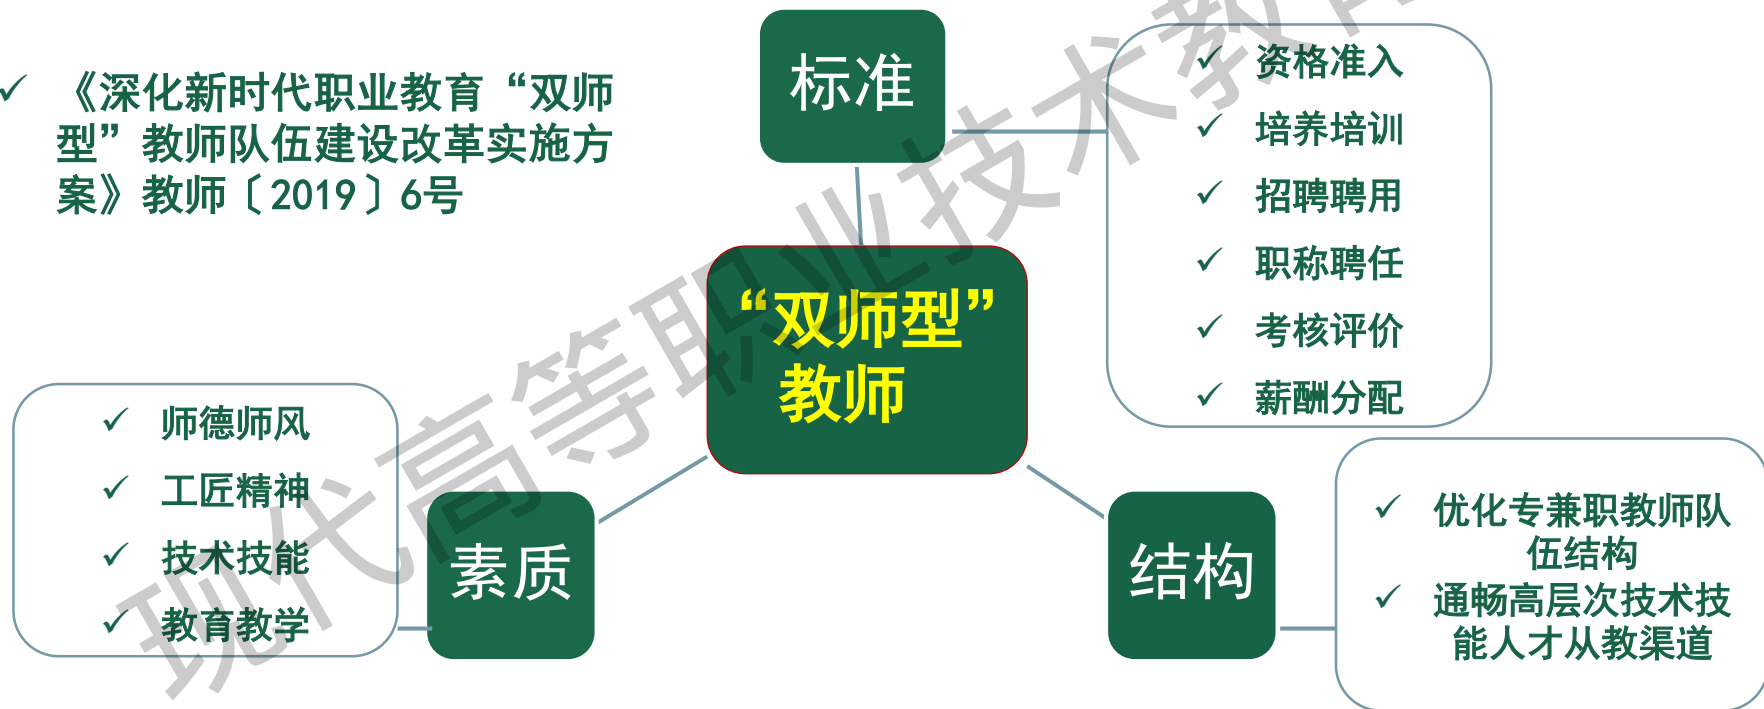 《深化新时代职业教育“双师
型”教师队伍建设改革实施方
案》教师〔2019〕6号
标准
资格准入
培养培训
招聘聘用
职称聘任
考核评价
薪酬分配
“双师型”
教师
师德师风
工匠精神
技术技能
教育教学
素质
结构
优化专兼职教师队
伍结构
通畅高层次技术技
能人才从教渠道
现代高等职业技术教育